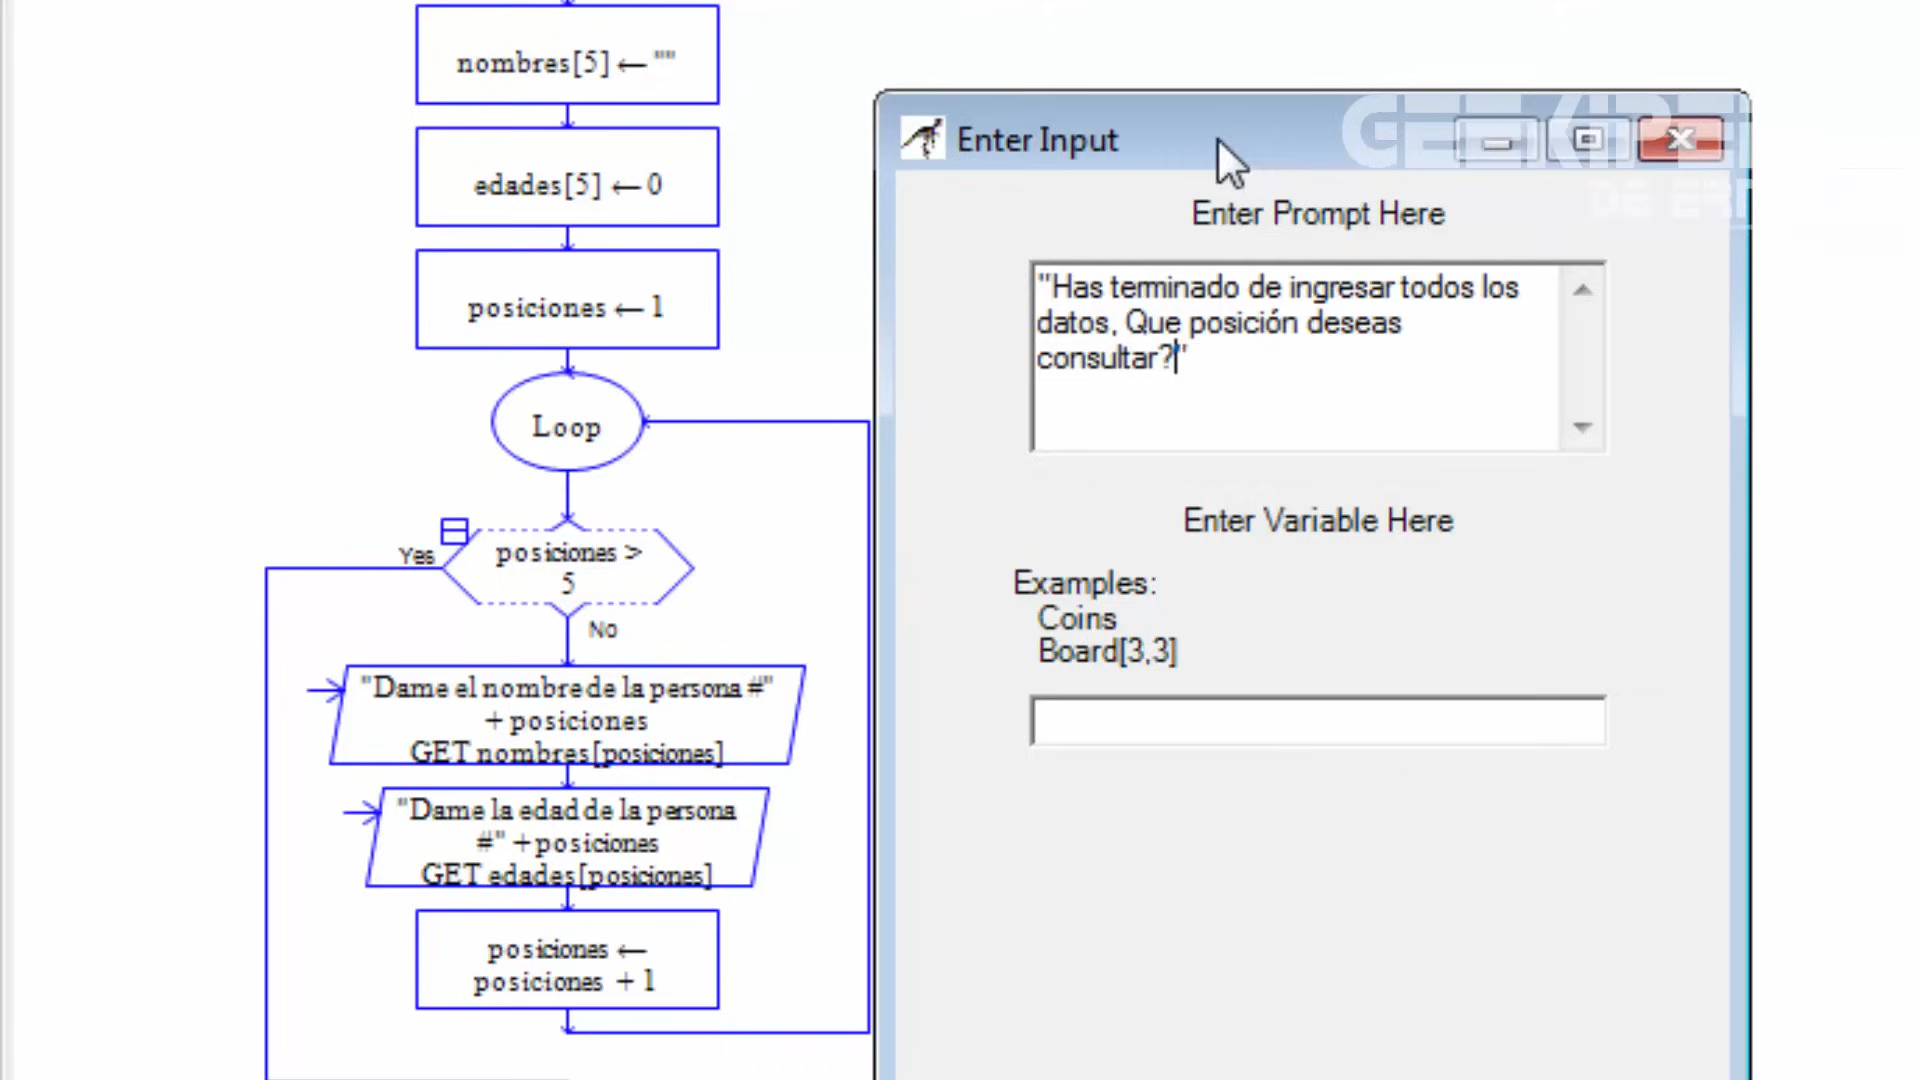 nombres[5] ← ""
edades[5] ← 0
posiciones ← 1
Loop
Yes
posiciones >
5
No
"Dame el nombre de la persona #"
+ posiciones
GET nombres[posiciones]
"Dame la edad de la persona
#" + posiciones
GET edades[posiciones]
posiciones ←
posiciones + 1
Enter Input
Enter Prompt Here
"Has terminado de ingresar todos los
datos, Que posición deseas
consultar?"
Enter Variable Here
Examples:
Coins
Board[3,3]